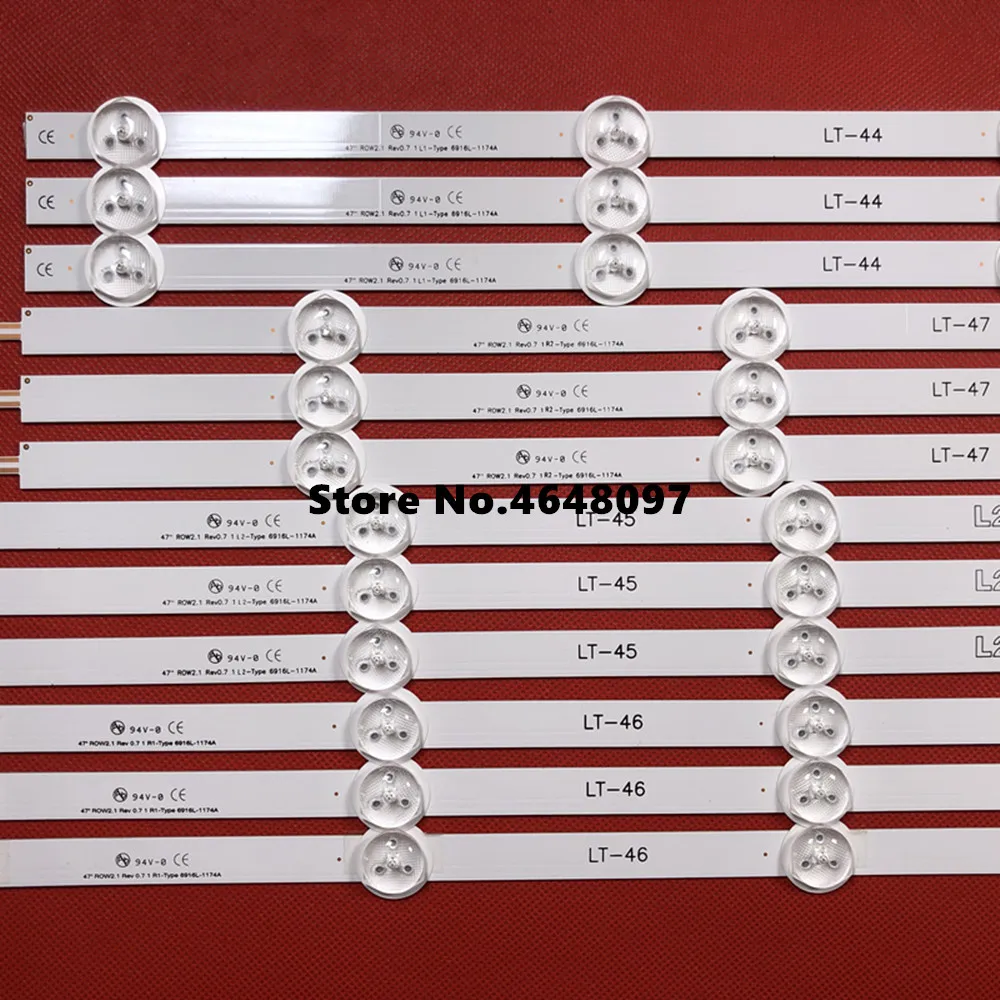 CE 94V-0 CE LT-44
47" ROW2.1 Rev0.7 1 L1-Type 6916L-1174A
CE 94V-0 CE LT-44
47" ROW2.1 Rev0.7 1 L1-Type 6916L-1174A
CE 94V-0 CE LT-44
47" ROW2.1 Rev0.7 1 L1-Type 6916L-1174A
94V-0 CE LT-47
47" ROW2.1 Rev0.7 1 R2-Type 6916L-1174A
94V-0 CE LT-47
47" ROW2.1 Rev0.7 1 R2-Type 6916L-1174A
94V-0 CE LT-47
47" ROW2.1 Rev0.7 1 R2-Type 6916L-1174A
Store No.4648097
94V-0 CE LT-45 L2
47" ROW2.1 Rev0.7 1 L2-Type 6916L-1174A
94V-0 CE LT-45 L2
47" ROW2.1 Rev0.7 1 L2-Type 6916L-1174A
94V-0 CE LT-45 L2
47" ROW2.1 Rev0.7 1 L2-Type 6916L-1174A
94V-0 CE LT-46
47" ROW2.1 Rev 0.7 1 R1-Type 6916L-1174A
94V-0 CE LT-46
47" ROW2.1 Rev 0.7 1 R1-Type 6916L-1174A
94V-0 CE LT-46
47" ROW2.1 Rev 0.7 1 R1-Type 6916L-1174A